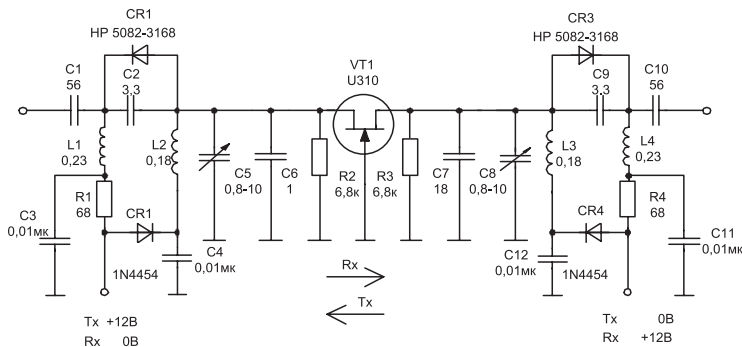 CR1
HP 5082-3168
CR3
HP 5082-3168
VT1
U310
C1
56
C2
3,3
C9
3,3
C10
56
L1
0,23
L2
0,18
C5
0,8-10
C6
1
R2
6,8к
R3
6,8к
C7
18
C8
0,8-10
L3
0,18
L4
0,23
R1
68
R4
68
C3
0,01мк
CR1
1N4454
C4
0,01мк
CR4
1N4454
C12
0,01мк
C11
0,01мк
Rx
Tx
Tx +12В
Rx 0В
Tx 0В
Rx +12В